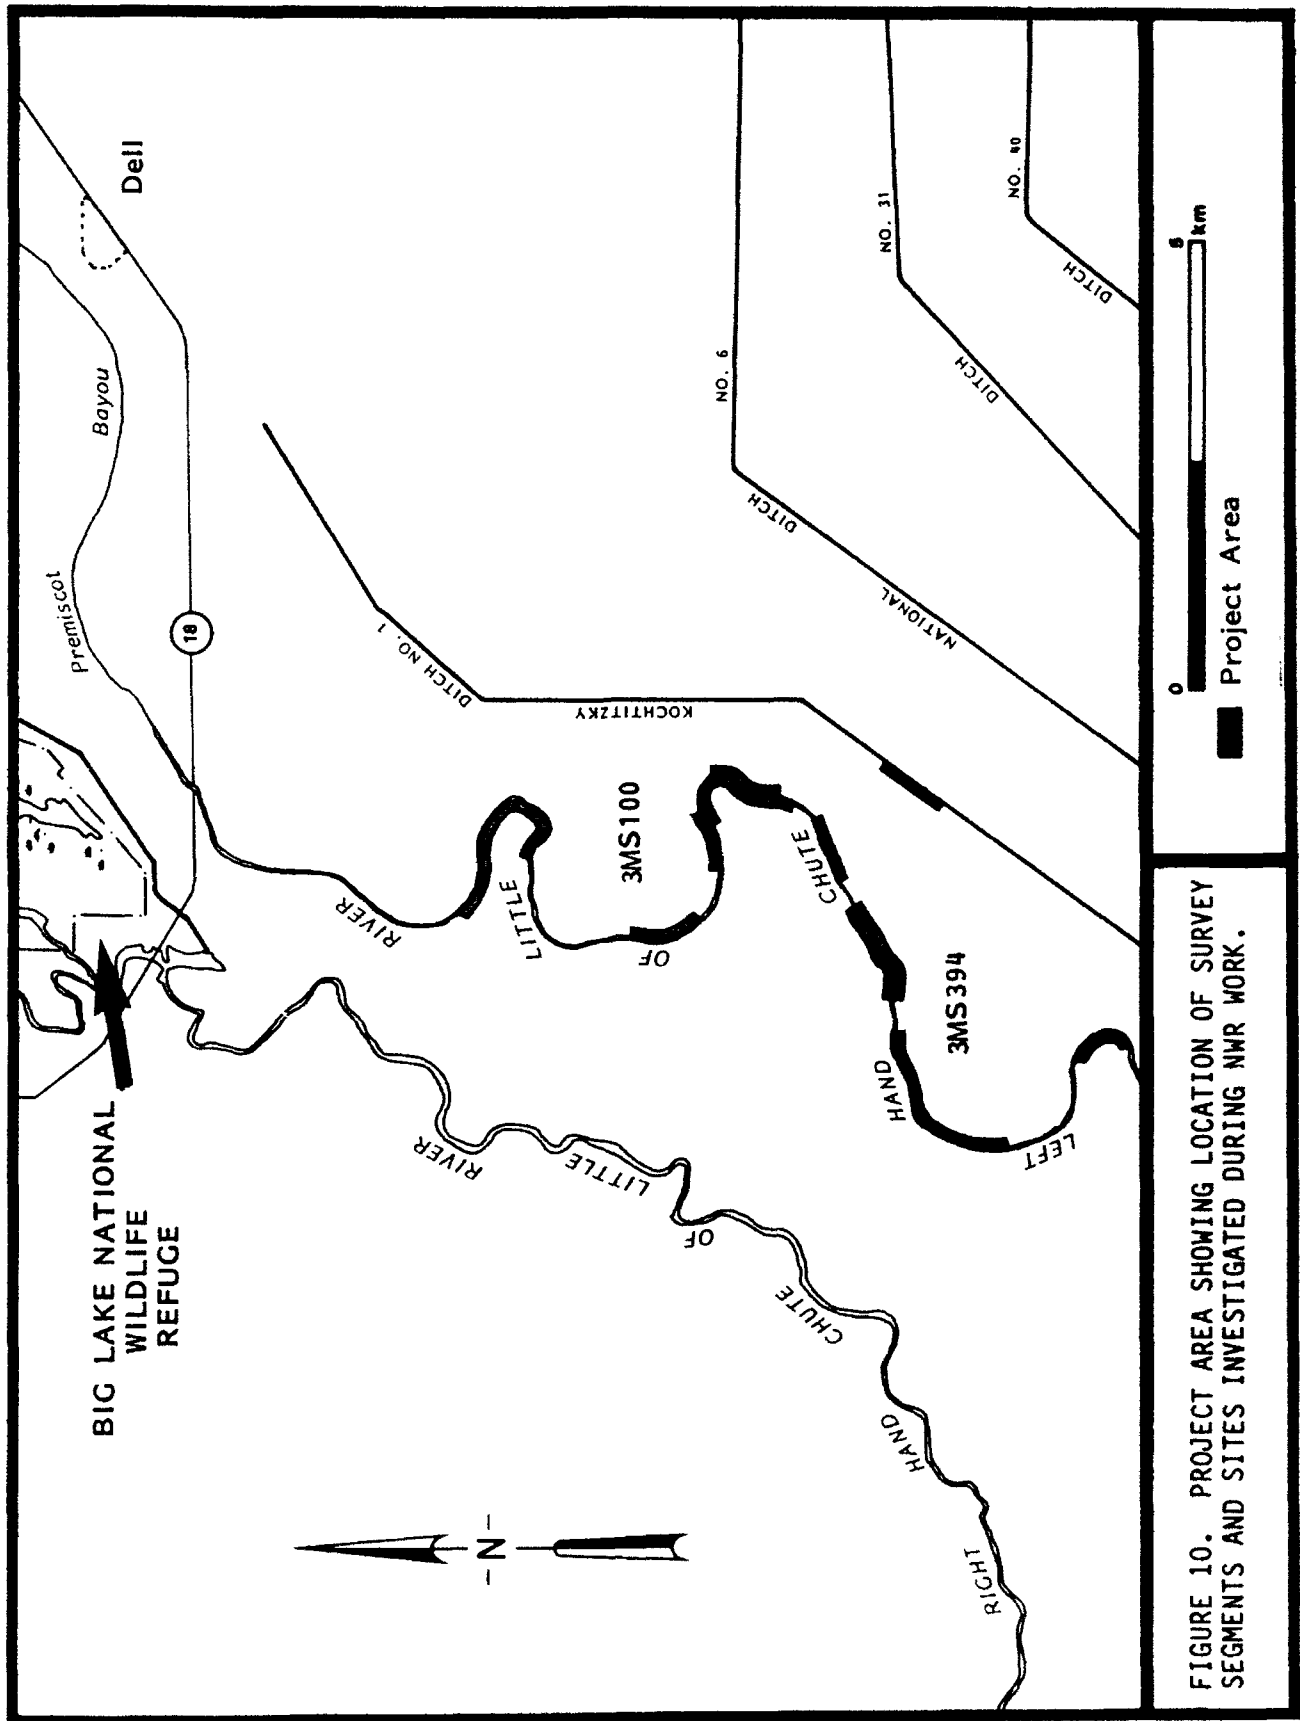 BIG LAKE NATIONAL
WILDLIFE
REFUGE
Dell
Premiscot Bayou
18
RIGHT HAND CHUTE OF LITTLE RIVER
LEFT HAND CHUTE OF LITTLE RIVER
3MS100
3MS394
KOCHTITZKY DITCH NO. 1
NATIONAL DITCH NO. 6
DITCH NO. 31
DITCH NO. 40
-N-
0 5
km
Project Area
FIGURE 10. PROJECT AREA SHOWING LOCATION OF SURVEY
SEGMENTS AND SITES INVESTIGATED DURING NWR WORK.